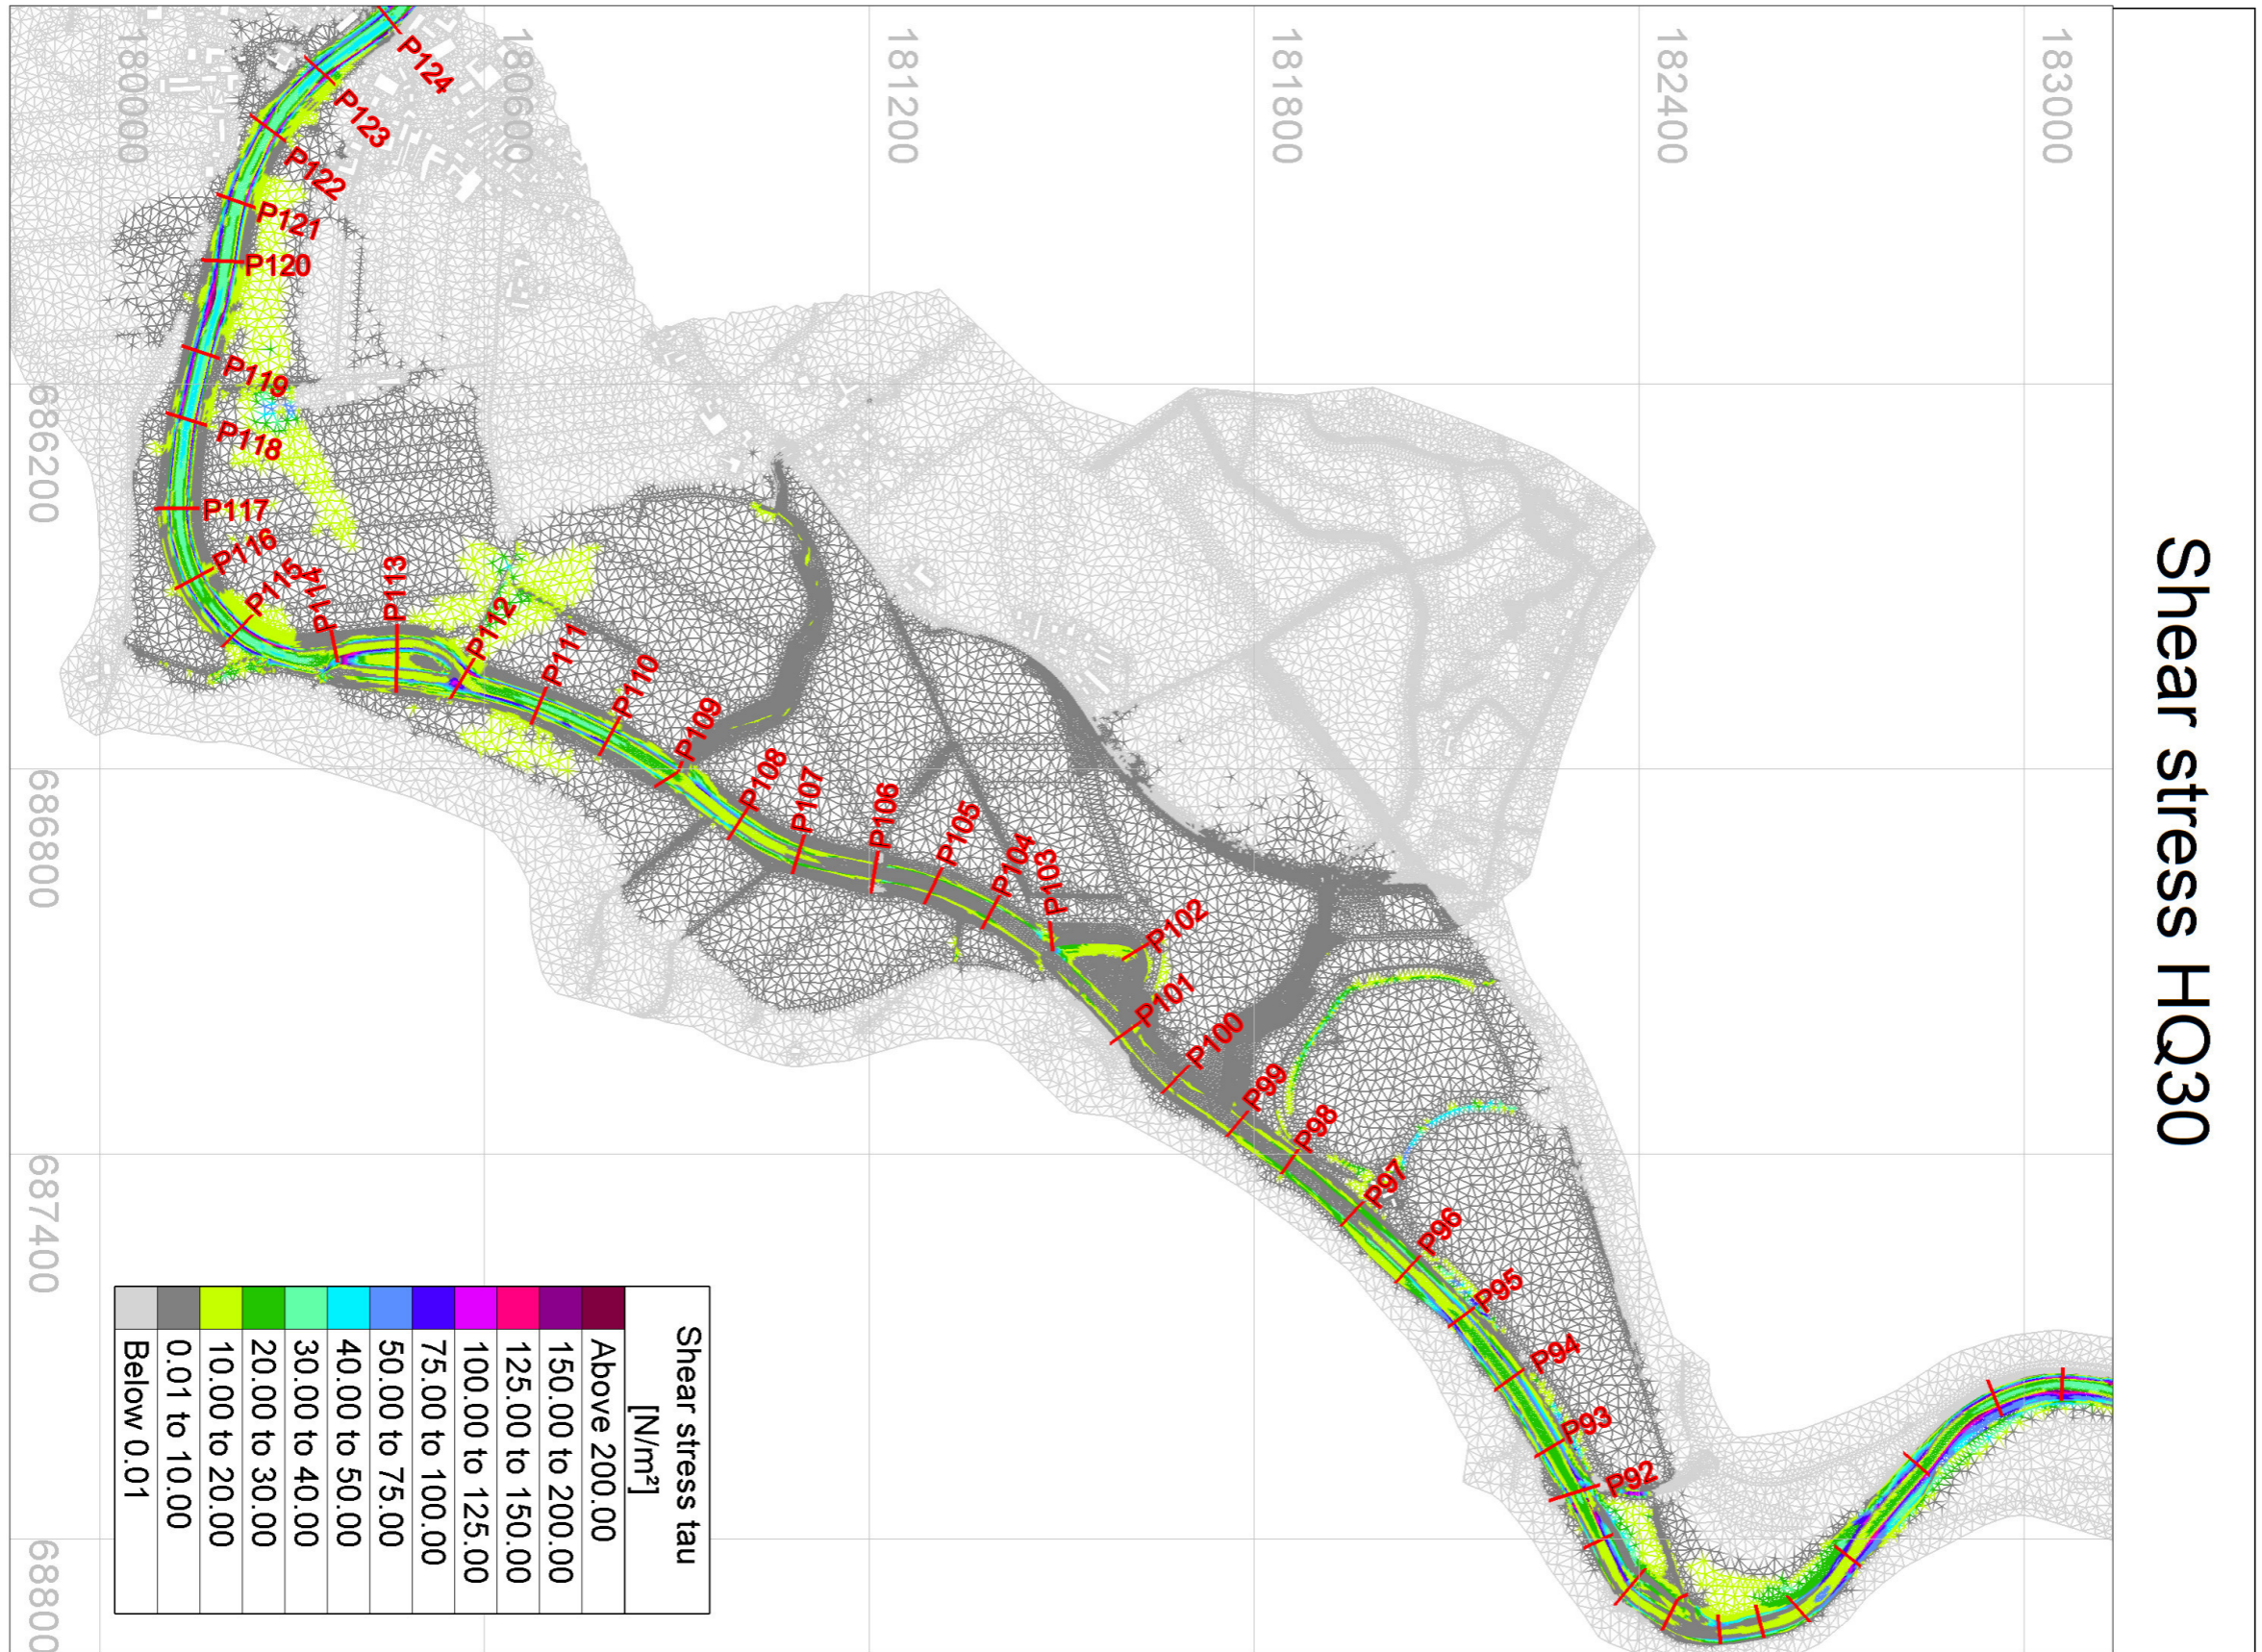 Shear stress HQ30
183000
182400
181800
181200
180600
180000
686200
686800
687400
688000
P124
P123
P122
P121
P120
P119
P118
P117
P116
P115
P114
P113
P112
P111
P110
P109
P108
P107
P106
P105
P104
P103
P102
P101
P100
P99
P98
P97
P96
P95
P94
P93
P92
Shear stress tau
[N/m²]
Above 200.00
150.00 to 200.00
125.00 to 150.00
100.00 to 125.00
75.00 to 100.00
50.00 to 75.00
40.00 to 50.00
30.00 to 40.00
20.00 to 30.00
10.00 to 20.00
0.01 to 10.00
Below 0.01